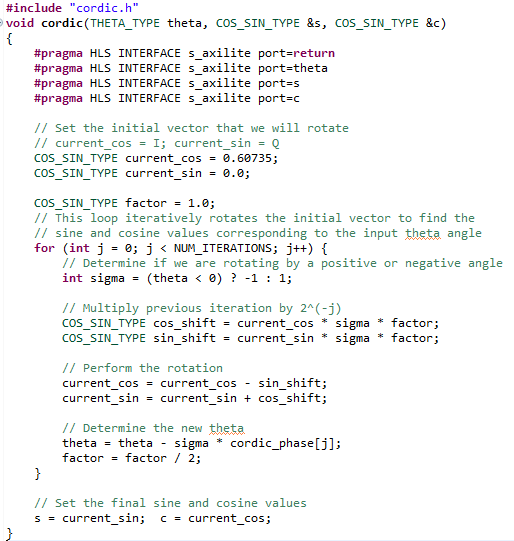 #include "cordic.h"
void cordic(THETA_TYPE theta, COS_SIN_TYPE &s, COS_SIN_TYPE &c)
{
    #pragma HLS INTERFACE s_axilite port=return
    #pragma HLS INTERFACE s_axilite port=theta
    #pragma HLS INTERFACE s_axilite port=s
    #pragma HLS INTERFACE s_axilite port=c

    // Set the initial vector that we will rotate
    // current_cos = I; current_sin = Q
    COS_SIN_TYPE current_cos = 0.60735;
    COS_SIN_TYPE current_sin = 0.0;

    COS_SIN_TYPE factor = 1.0;
    // This loop iteratively rotates the initial vector to find the
    // sine and cosine values corresponding to the input theta angle
    for (int j = 0; j < NUM_ITERATIONS; j++) {
        // Determine if we are rotating by a positive or negative angle
        int sigma = (theta < 0) ? -1 : 1;

        // Multiply previous iteration by 2^(-j)
        COS_SIN_TYPE cos_shift = current_cos * sigma * factor;
        COS_SIN_TYPE sin_shift = current_sin * sigma * factor;

        // Perform the rotation
        current_cos = current_cos - sin_shift;
        current_sin = current_sin + cos_shift;

        // Determine the new theta
        theta = theta - sigma * cordic_phase[j];
        factor = factor / 2;
    }

    // Set the final sine and cosine values
    s = current_sin;  c = current_cos;
}